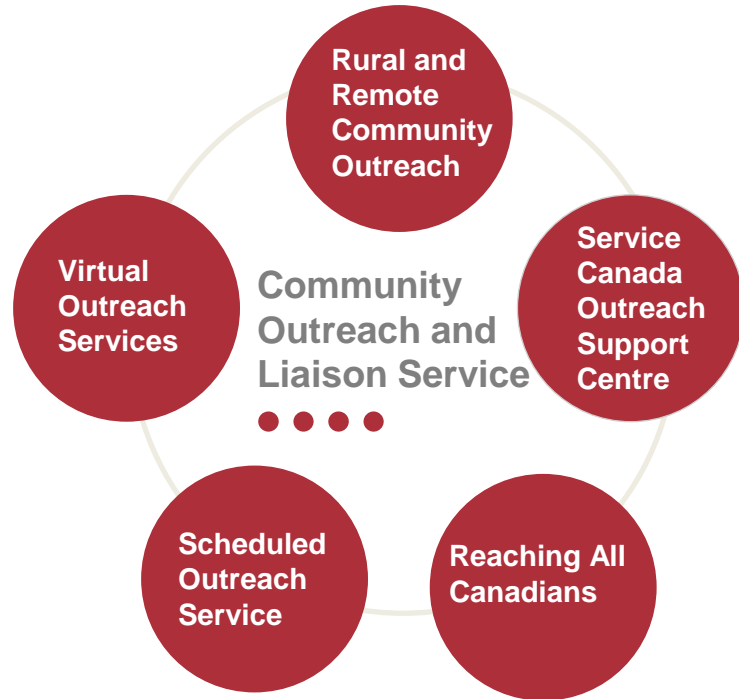 Rural and
Remote
Community
Outreach
Service
Canada
Outreach
Support
Centre
Reaching All
Canadians
Scheduled
Outreach
Service
Virtual
Outreach
Services
Community
Outreach and
Liaison Service